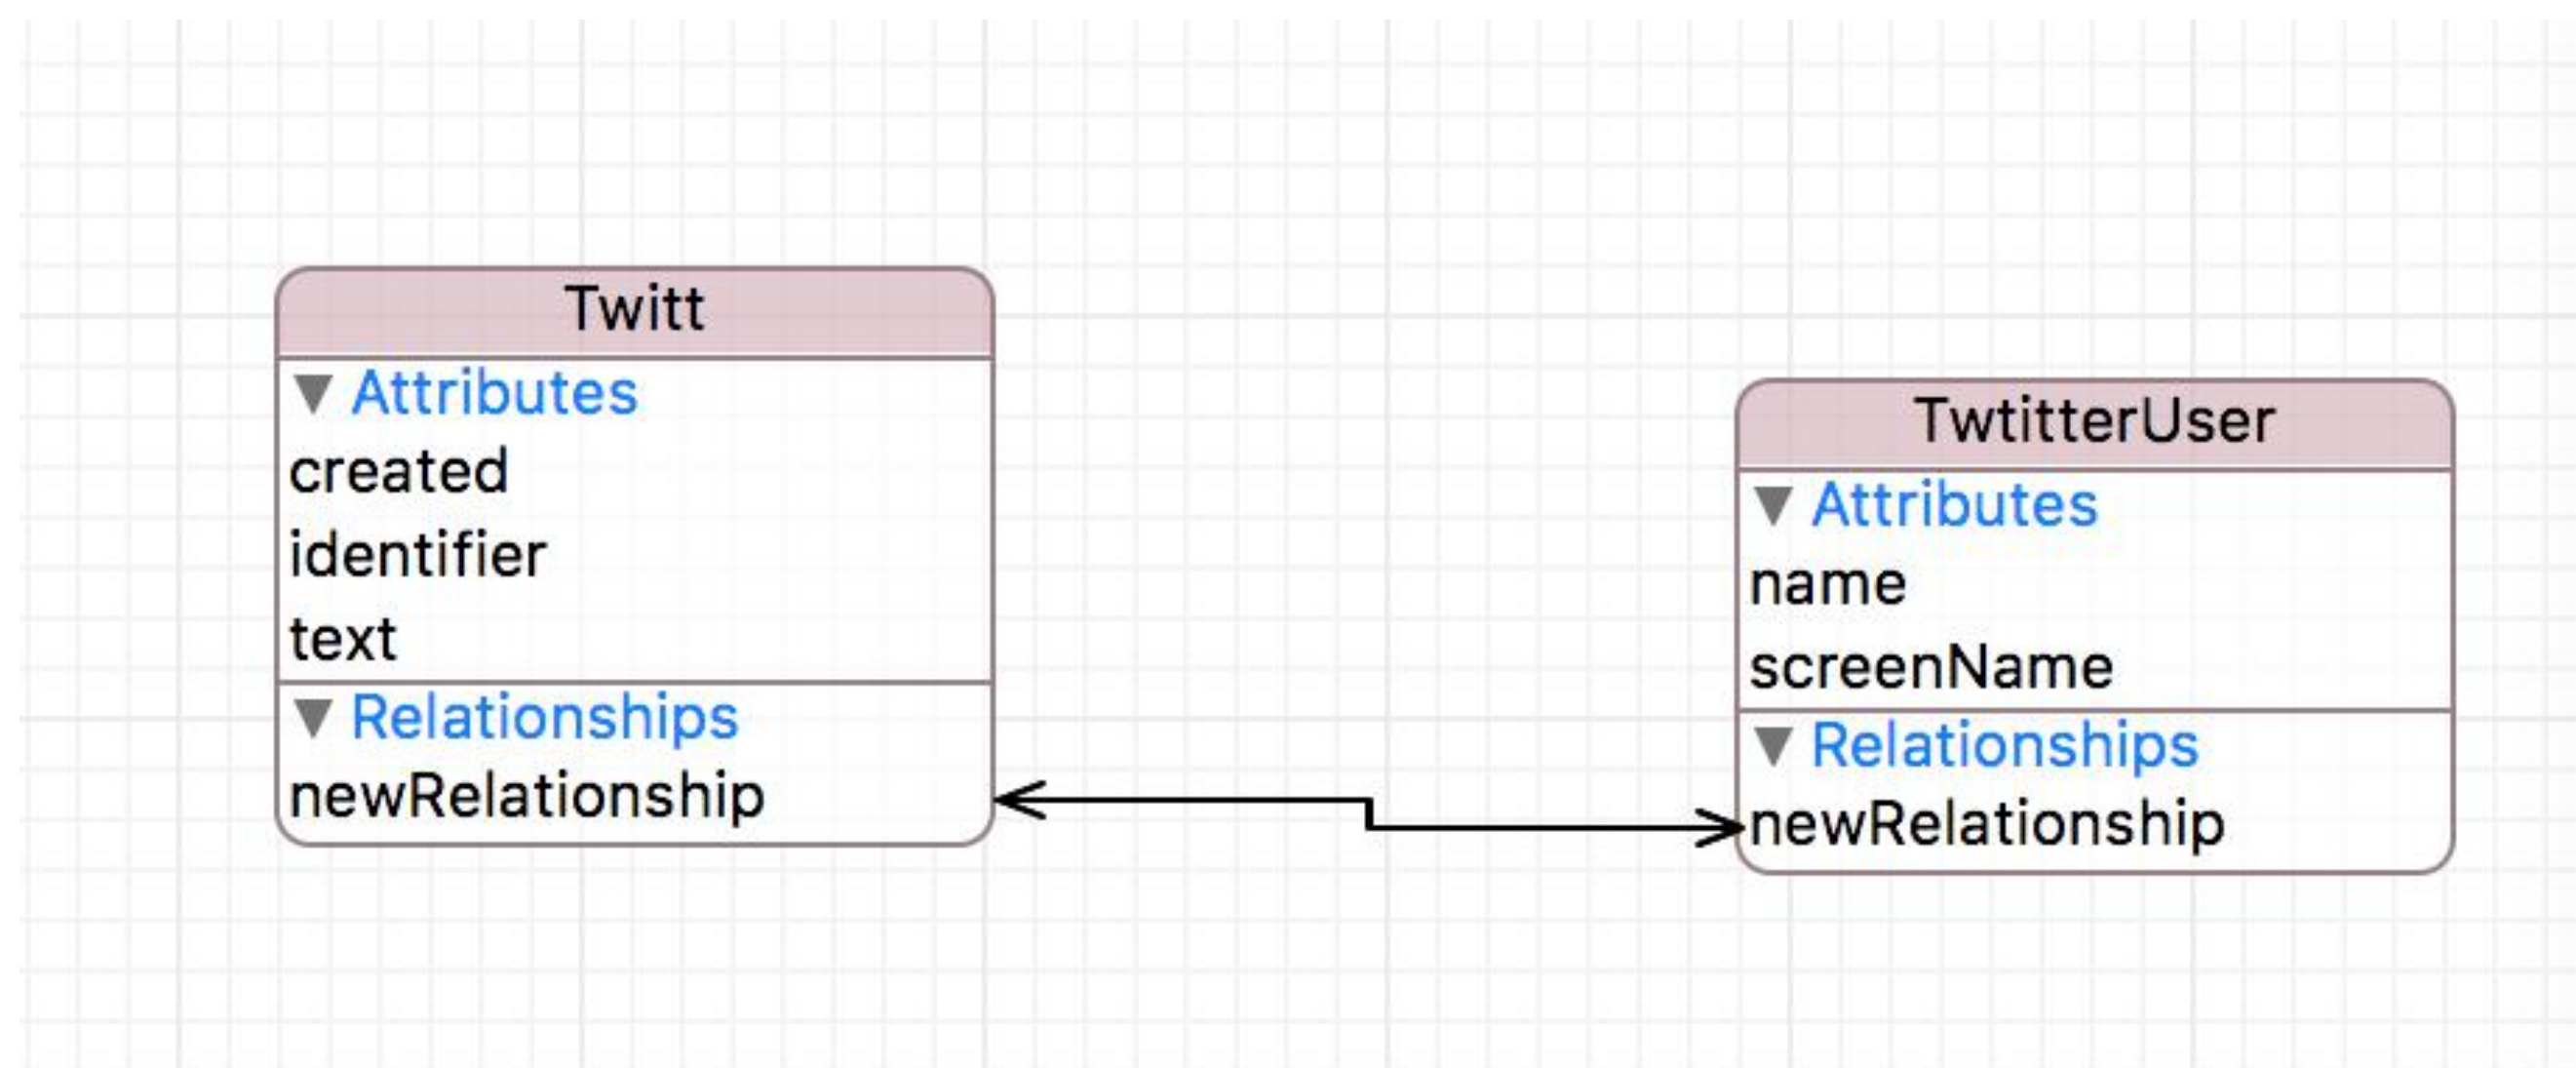 Twitt
Attributes
created
identifier
text
Relationships
newRelationship
TwtitterUser
Attributes
name
screenName
Relationships
newRelationship